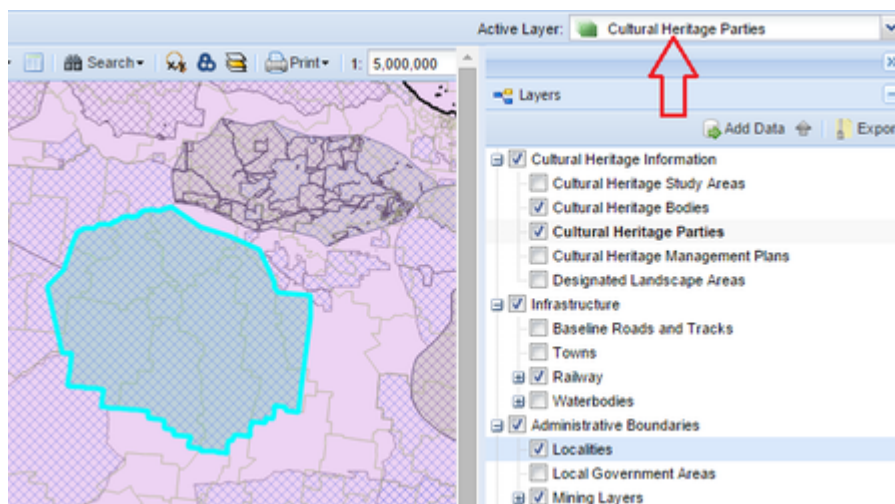 Active Layer: Cultural Heritage Parties
Search Print 1: 5,000,000
Layers
Add Data Expor
Cultural Heritage Information
Cultural Heritage Study Areas
Cultural Heritage Bodies
Cultural Heritage Parties
Cultural Heritage Management Plans
Designated Landscape Areas
Infrastructure
Baseline Roads and Tracks
Towns
Railway
Waterbodies
Administrative Boundaries
Localities
Local Government Areas
Mining Layers